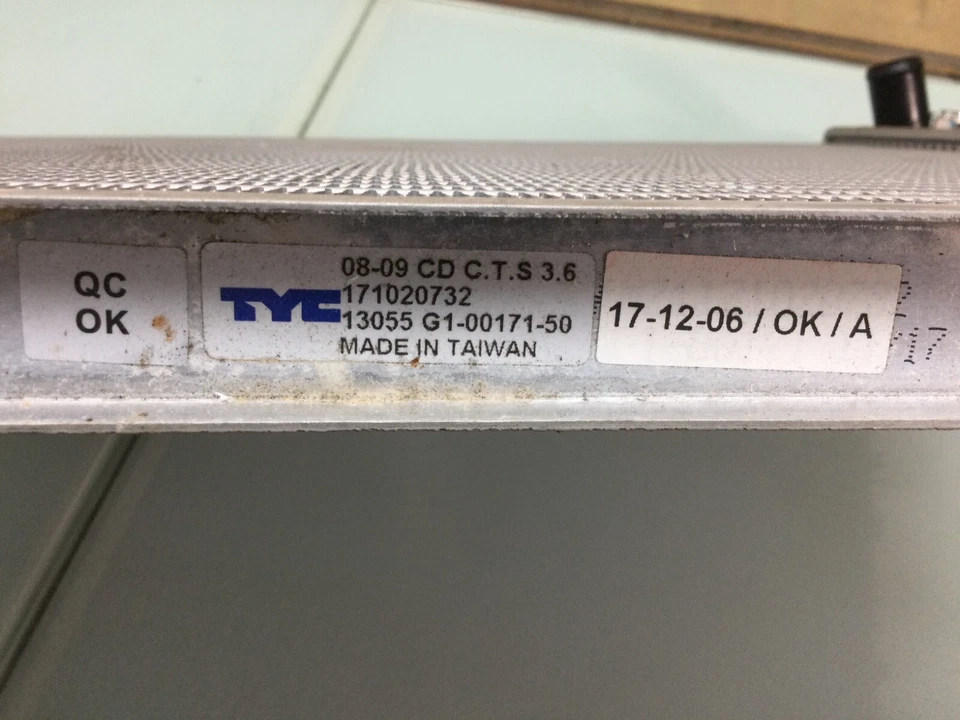 QC
OK
TYC
08-09 CD C.T.S 3.6
171020732
13055 G1-00171-50
MADE IN TAIWAN
17-12-06 / OK / A